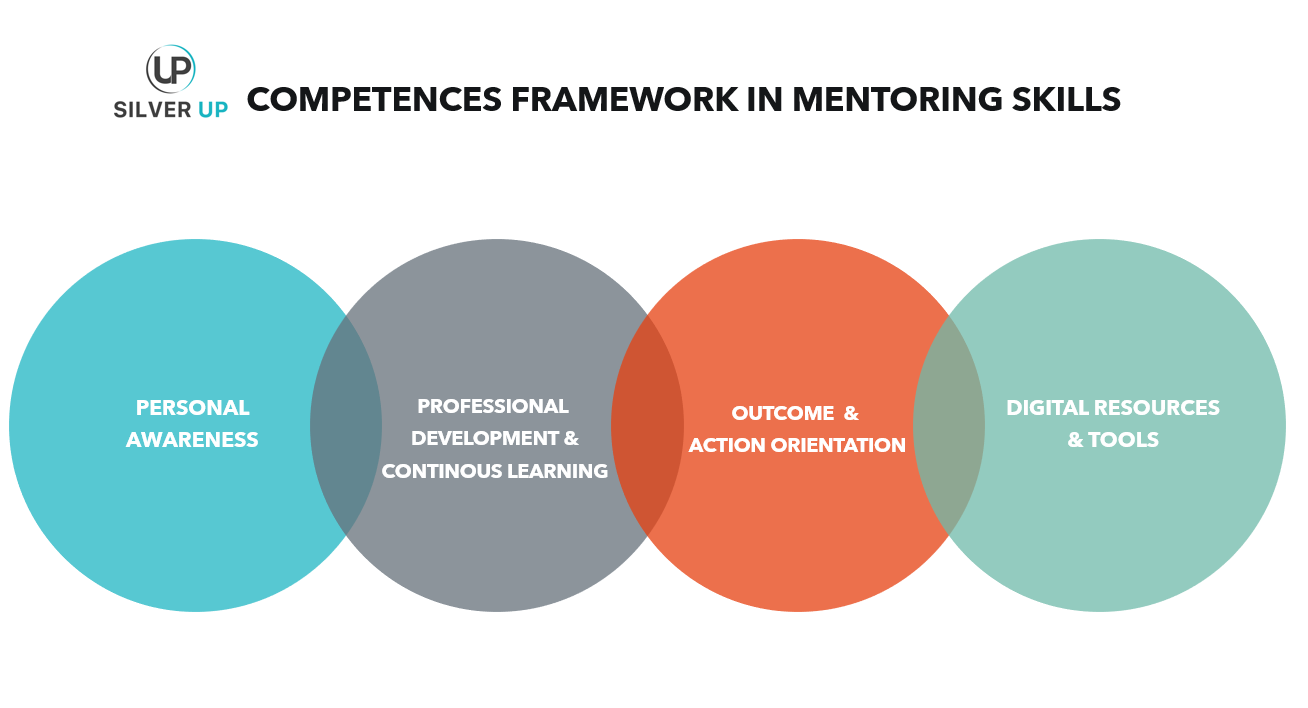 UP
SILVER UP
COMPETENCES FRAMEWORK IN MENTORING SKILLS
PERSONAL
AWARENESS
PROFESSIONAL
DEVELOPMENT &
CONTINOUS LEARNING
OUTCOME &
ACTION ORIENTATION
DIGITAL RESOURCES
& TOOLS